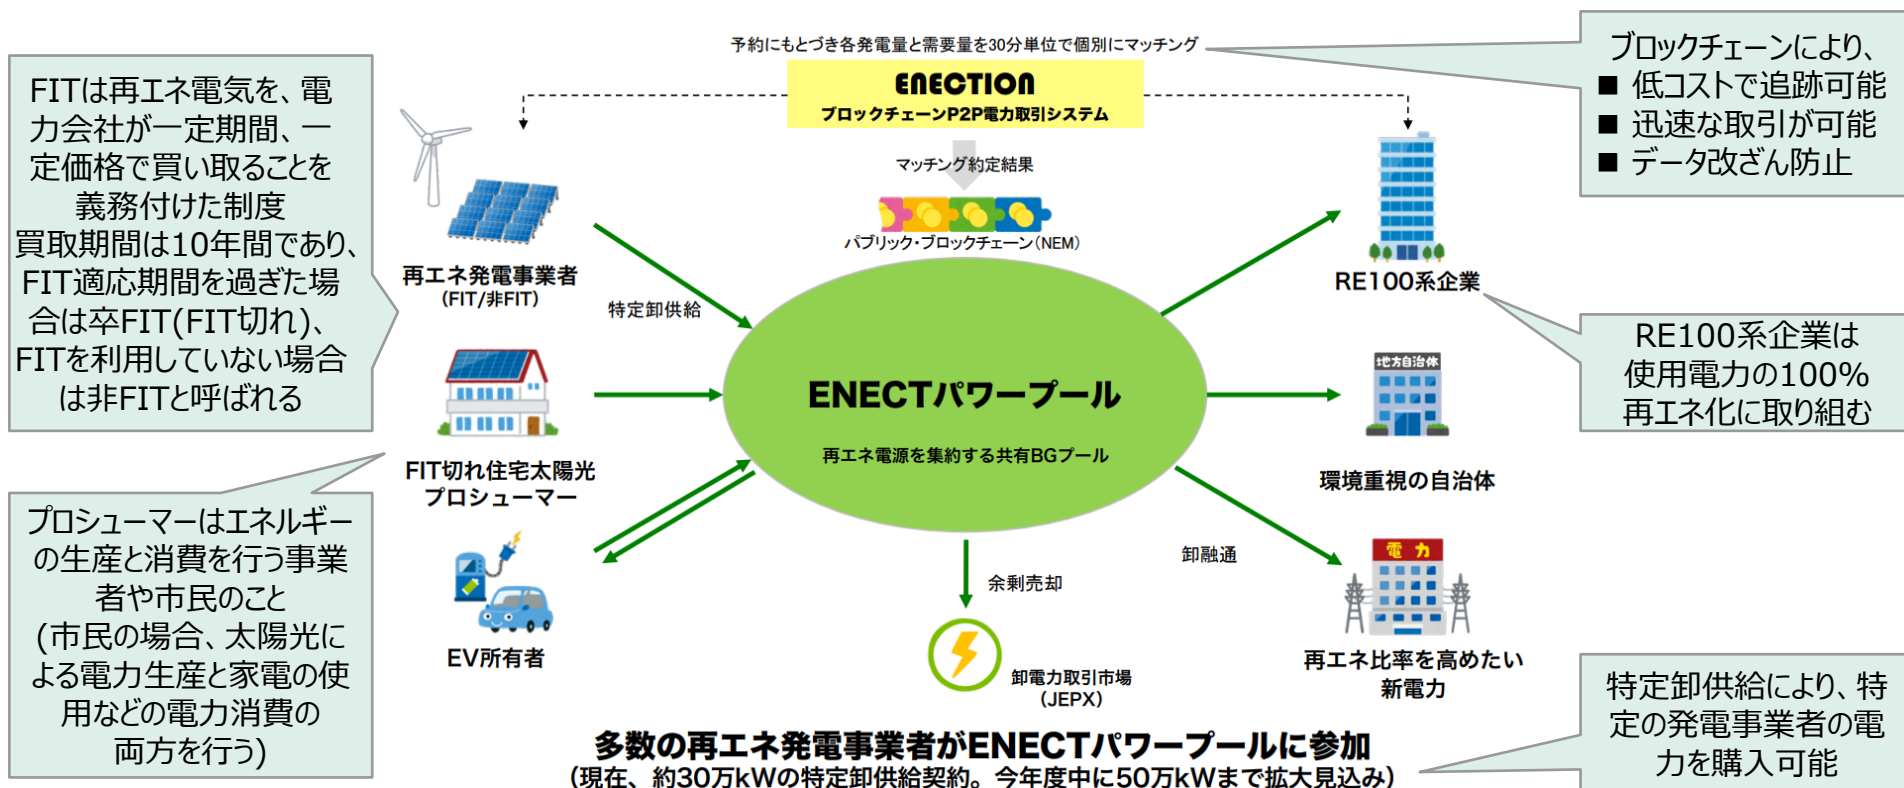 予約にもとづき各発電量と需要量を30分単位で個別にマッチング
ENECTION
ブロックチェーンP2P電力取引システム
マッチング約定結果
パブリック・ブロックチェーン(NEM)
FITは再エネ電気を、電
力会社が一定期間、一
定価格で買い取ることを
義務付けた制度
買取期間は10年間であり、
FIT適応期間を過ぎた場
合は卒FIT(FIT切れ)、
FITを利用していない場合
は非FITと呼ばれる
プロシューマーはエネルギー
の生産と消費を行う事業
者や市民のこと
(市民の場合、太陽光に
よる電力生産と家電の使
用などの電力消費の
両方を行う)
再エネ発電事業者
(FIT/非FIT)
特定卸供給
FIT切れ住宅太陽光
プロシューマー
EV所有者
ENECTパワープール
再エネ電源を集約する共有BGプール
余剰売却
卸電力取引市場
(JEPX)
卸融通
RE100系企業
地方自治体
環境重視の自治体
電力
再エネ比率を高めたい
新電力
ブロックチェーンにより、
■ 低コストで追跡可能
■ 迅速な取引が可能
■ データ改ざん防止
RE100系企業は
使用電力の100%
再エネ化に取り組む
特定卸供給により、特
定の発電事業者の電
力を購入可能
多数の再エネ発電事業者がENECTパワープールに参加
(現在、約30万kWの特定卸供給契約。今年度中に50万kWまで拡大見込み)